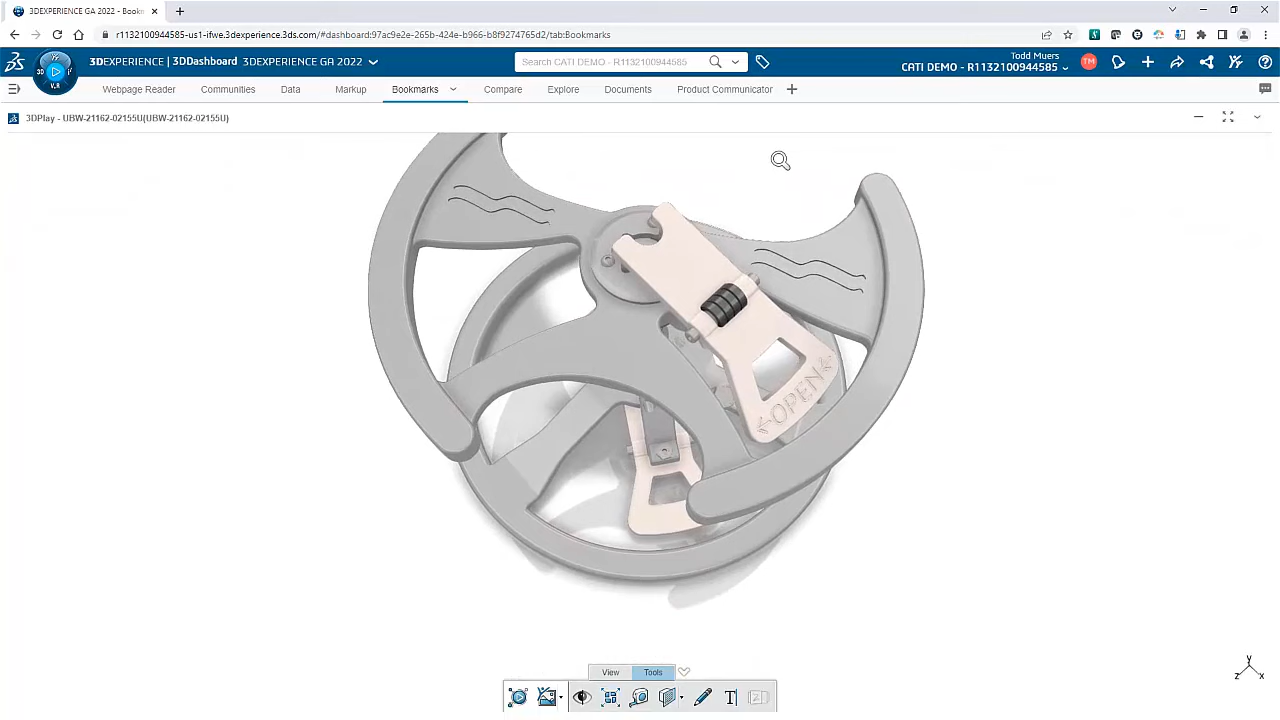 3DEXPERIENCE GA 2022 - Bookm
r1132100944585-us1-ifwe.3dexperience.3ds.com/#dashboard:97ac9e2e-265b-424e-b966-b8f9274765d2/tab:Bookmarks
3DEXPERIENCE | 3DDashboard 3DEXPERIENCE GA 2022
Search CATI DEMO - R1132100944585
Todd Muers
CATI DEMO - R1132100944585
TM
3D
V.R
Webpage Reader
Communities
Data
Markup
Bookmarks
Compare
Explore
Documents
Product Communicator
3DPlay - UBW-21162-02155U(UBW-21162-02155U)
←OPEN→
View
Tools
Y
Z
X